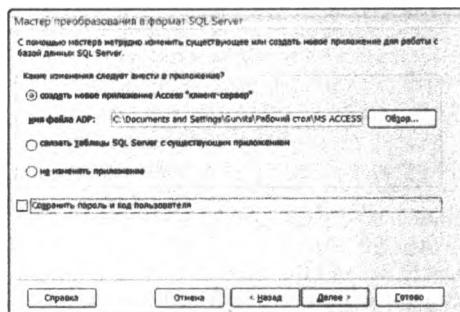 Мастер преобразования в формат SQL Server
С помощью мастера нетрудно изменить существующее или создать новое приложение для работы с
базой данных SQL Server.
Какие изменения следует внести в приложение?
создать новое приложение Access "клиент-сервер"
Имя файла ADP: C:\Documents and Settings\Gurvits\Рабочий стол\MS ACCESS Обзор...
связать таблицы SQL Server с существующим приложением
не изменять приложение
Сохранить пароль и код пользователя
Справка Отмена < Назад Далее > Готово